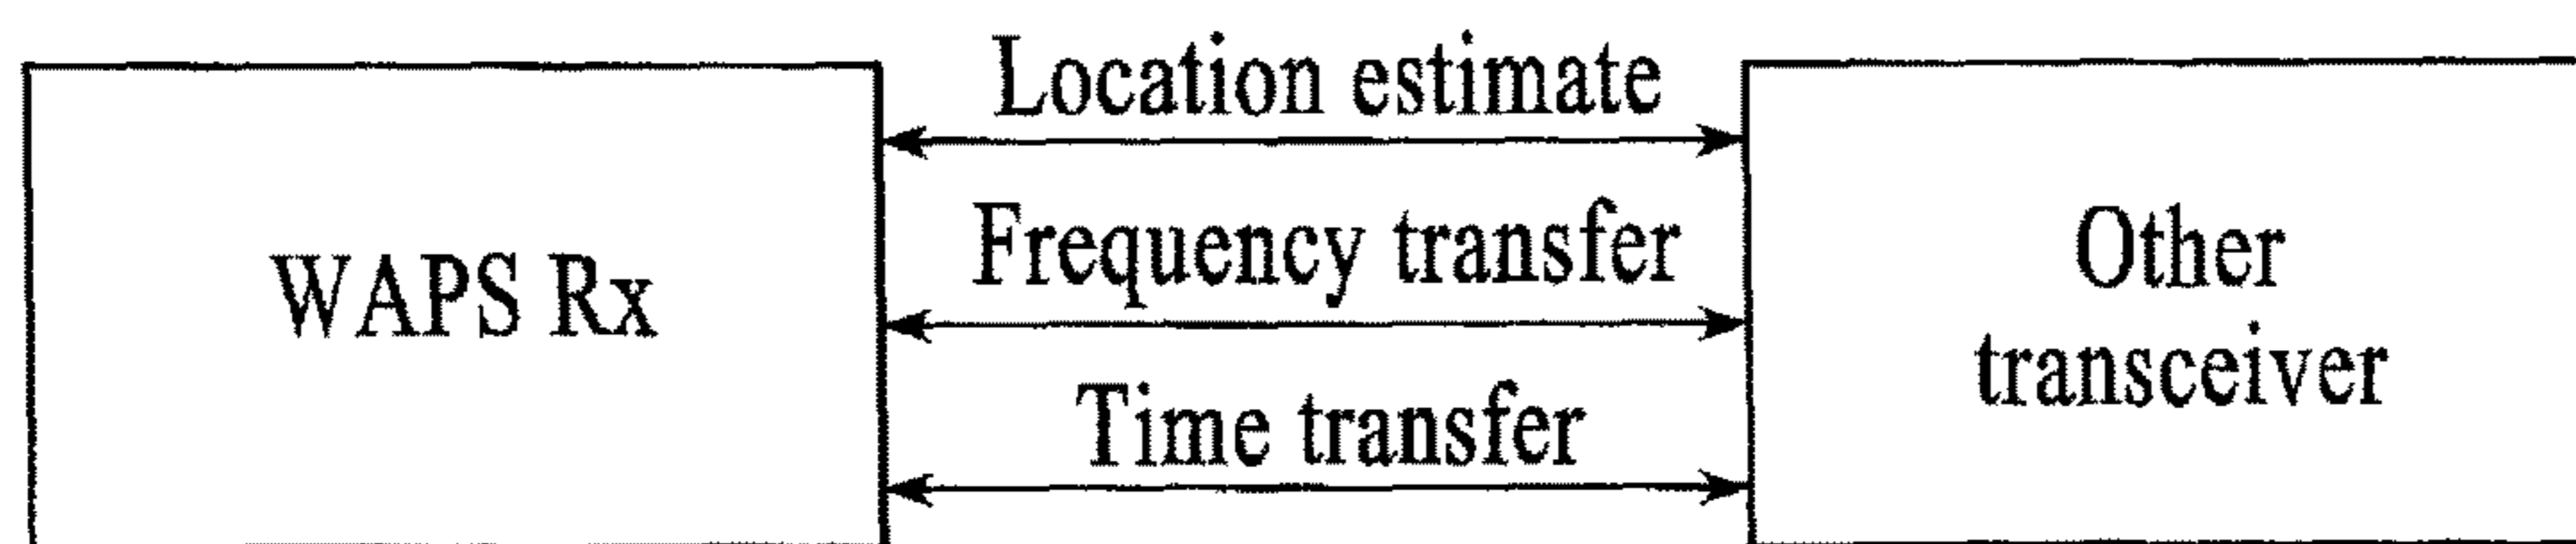 Location estimate
WAPS Rx
Frequency transfer
Time transfer
Other
transceiver